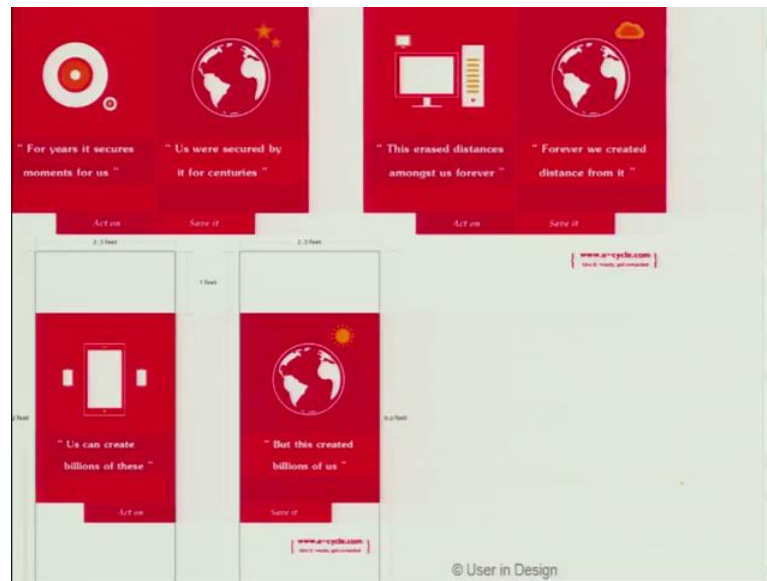 " For years it secures
moments for us "
" Us were secured by
it for centuries "
" This erased distances
amongst us forever "
" Forever we created
distance from it "
Act on
Save it
Act on
Save it
2.3 feet
2.3 feet
1 feet
www.e-cycle.com
" Us can create
billions of these "
" But this created
billions of us "
feet
feet
Act on
Save it
www.e-cycle.com
© User in Design